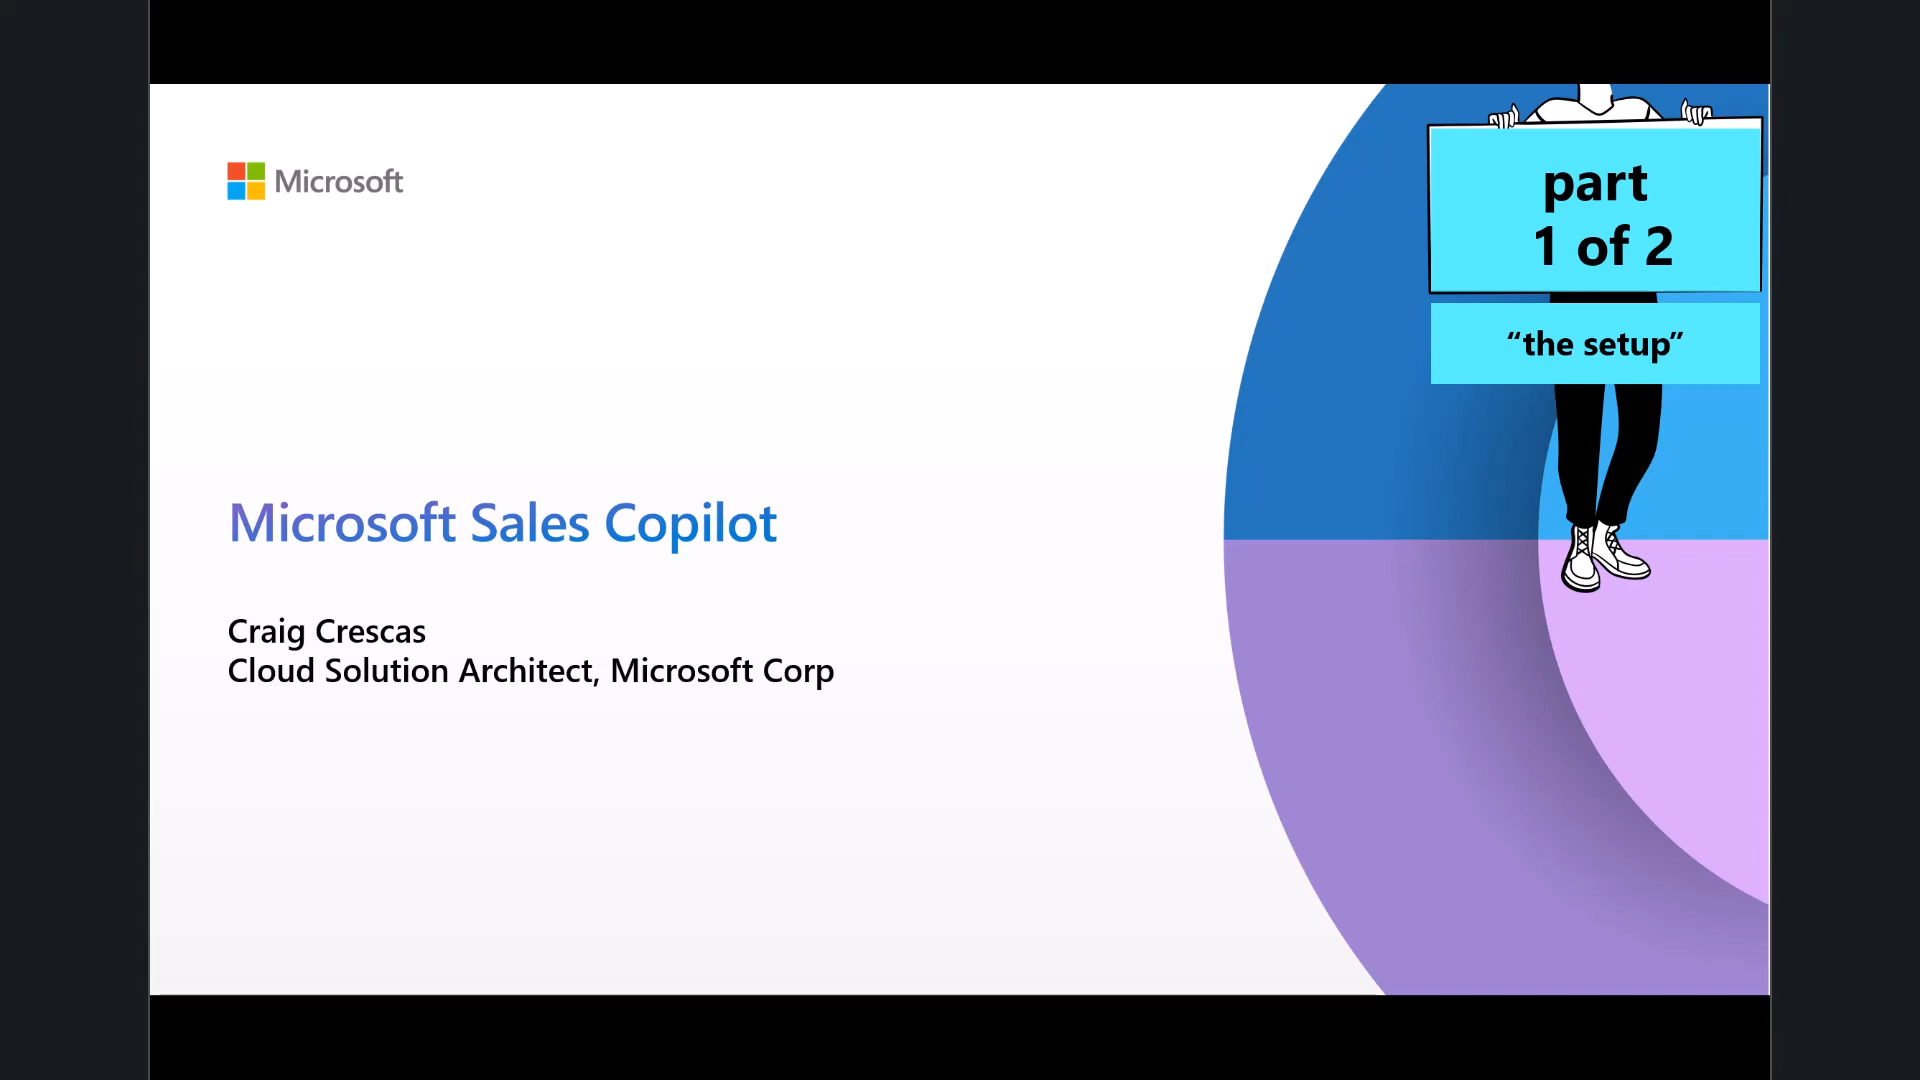 Microsoft
part
1 of 2
“the setup”
Microsoft Sales Copilot
Craig Crescas
Cloud Solution Architect, Microsoft Corp